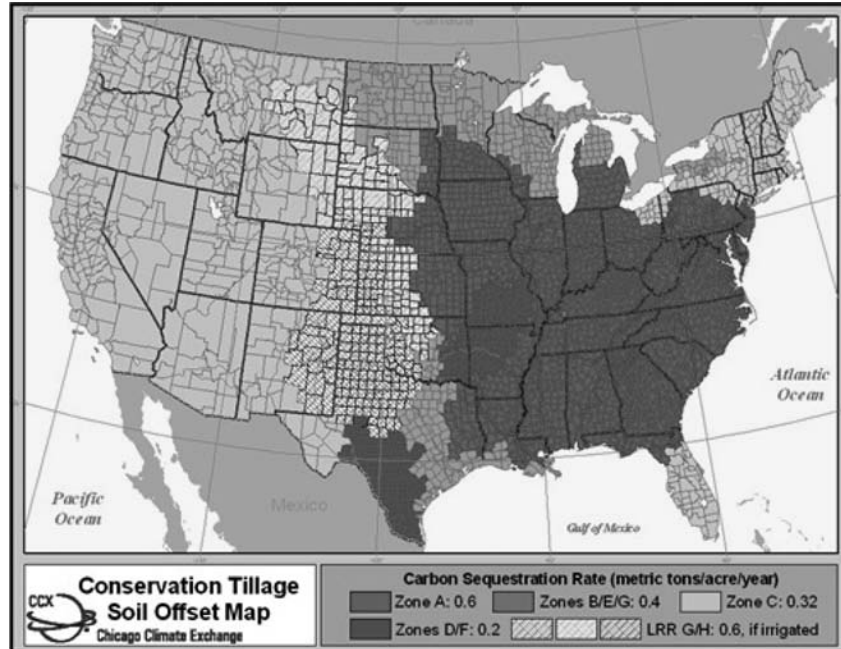 Canada
Pacific
Ocean
Mexico
Gulf of Mexico
Atlantic
Ocean
CCX
Conservation Tillage
Soil Offset Map
Chicago Climate Exchange
Carbon Sequestration Rate (metric tons/acre/year)
Zone A: 0.6 Zones B/E/G: 0.4 Zone C: 0.32
Zones D/F: 0.2 LRR G/H: 0.6, if irrigated